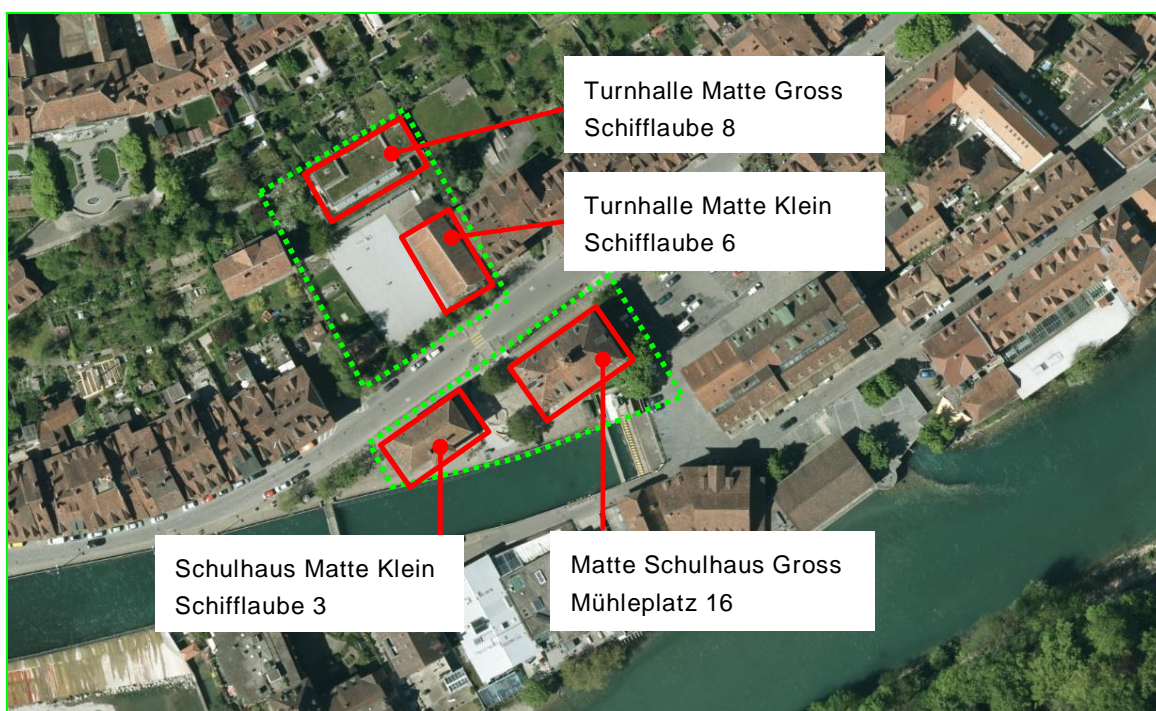 Turnhalle Matte Gross
Schifflaube 8
Turnhalle Matte Klein
Schifflaube 6
Schulhaus Matte Klein
Schifflaube 3
Matte Schulhaus Gross
Mühleplatz 16